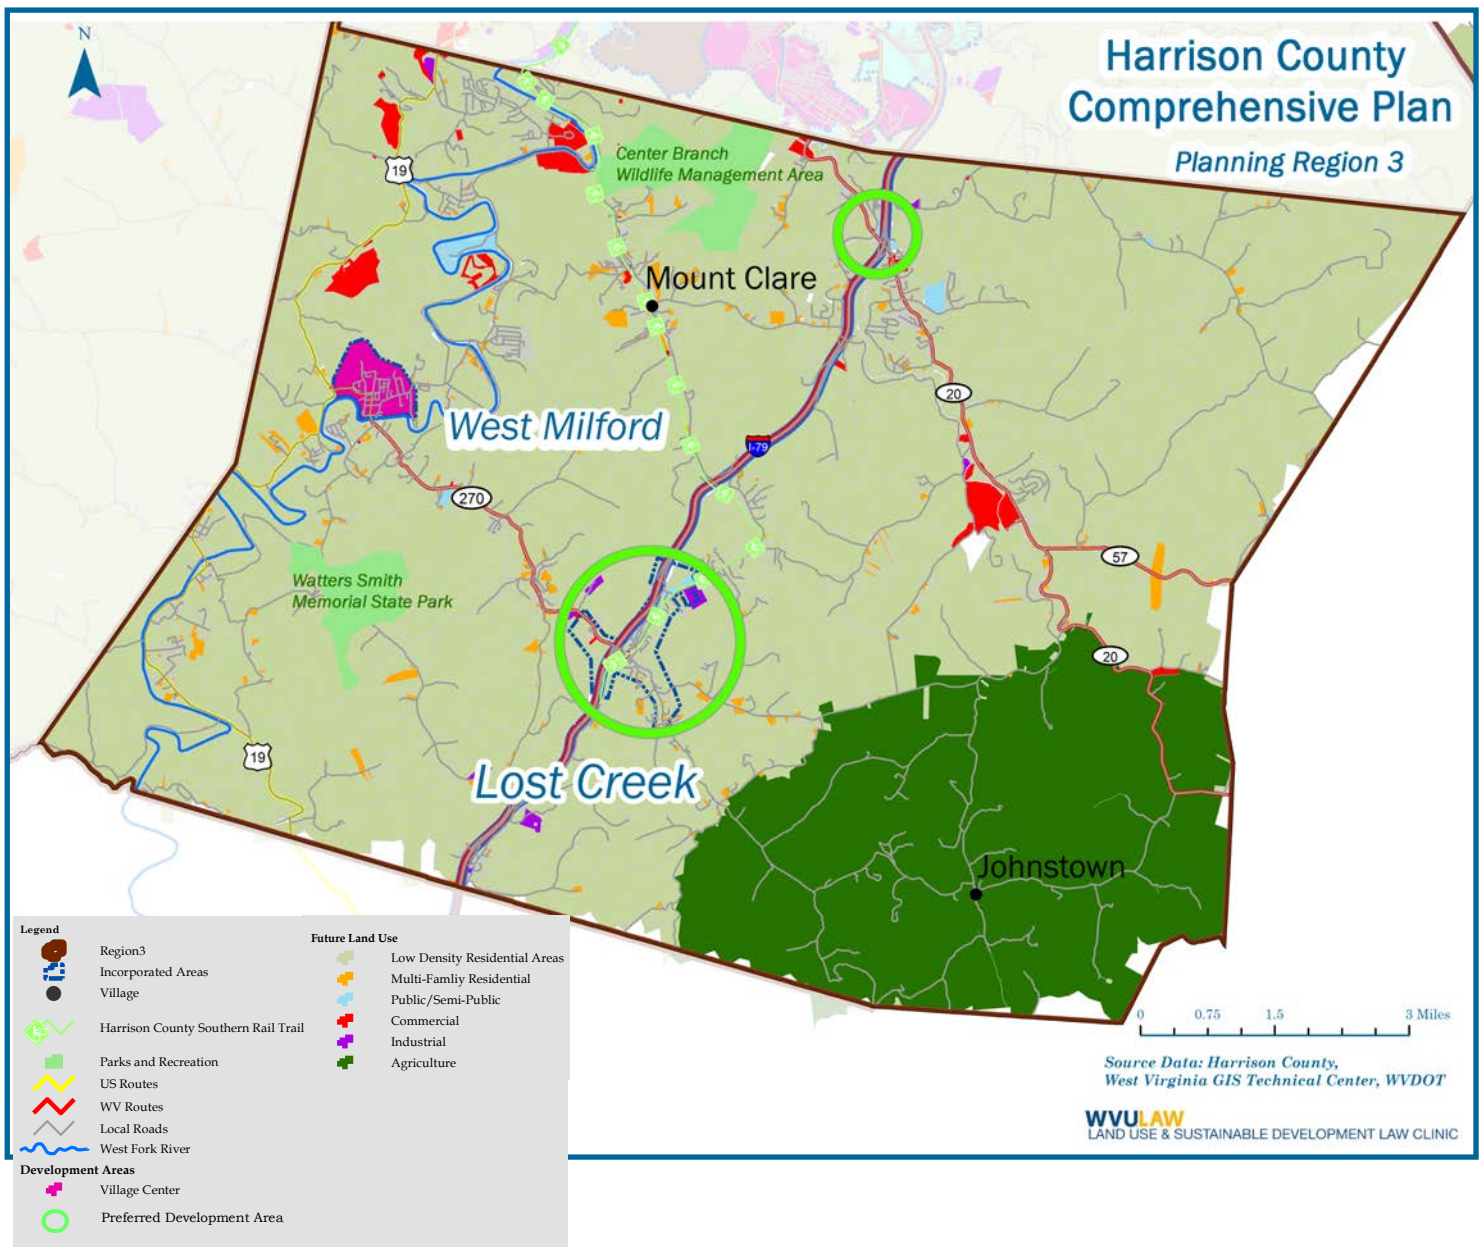 N
Harrison County
Comprehensive Plan
Planning Region 3
Center Branch
Wildlife Management Area
19
Mount Clare
20
West Milford
I-79
270
57
Watters Smith
Memorial State Park
20
19
Lost Creek
Johnstown
Legend
Region3
Incorporated Areas
Village
Harrison County Southern Rail Trail
Parks and Recreation
US Routes
WV Routes
Local Roads
West Fork River
Development Areas
Village Center
Preferred Development Area
Future Land Use
Low Density Residential Areas
Multi-Famliy Residential
Public/Semi-Public
Commercial
Industrial
Agriculture
0 0.75 1.5 3 Miles
Source Data: Harrison County,
West Virginia GIS Technical Center, WVDOT
WVULAW
LAND USE & SUSTAINABLE DEVELOPMENT LAW CLINIC